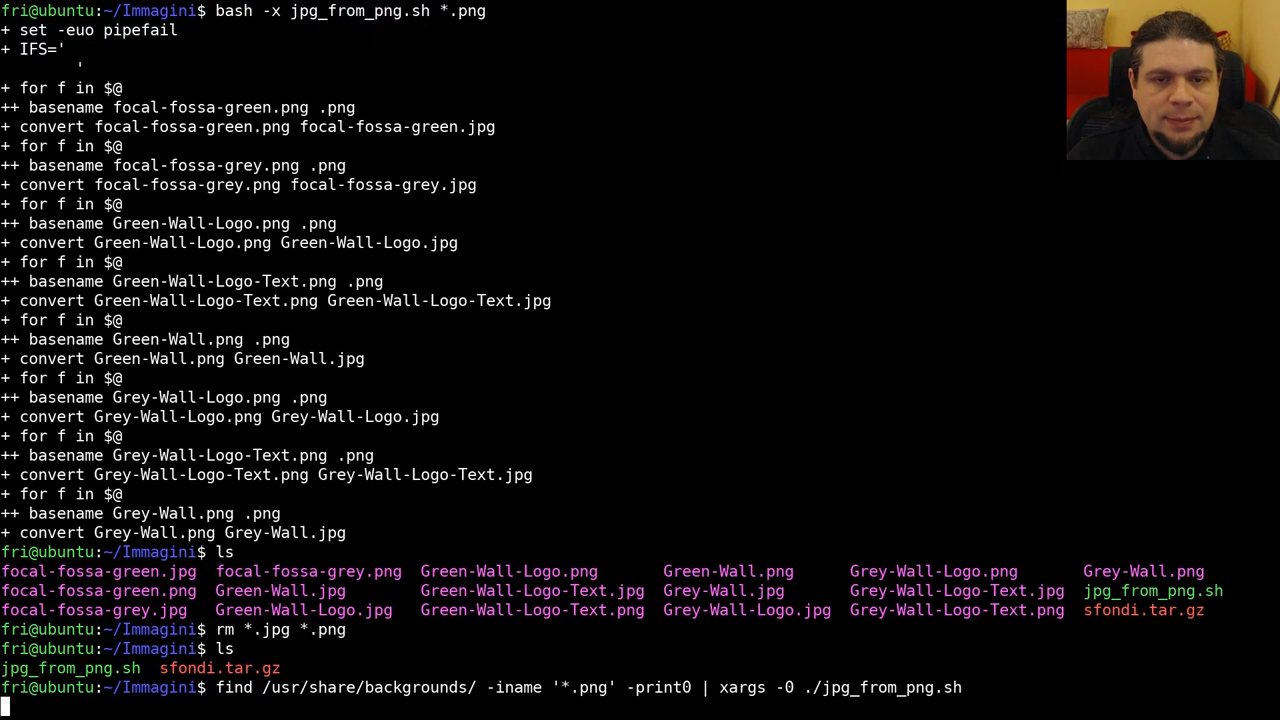 fri@ubuntu:~/Immagini$ bash -x jpg_from_png.sh *.png
+ set -euo pipefail
+ IFS='
        '
+ for f in $@
++ basename focal-fossa-green.png .png
+ convert focal-fossa-green.png focal-fossa-green.jpg
+ for f in $@
++ basename focal-fossa-grey.png .png
+ convert focal-fossa-grey.png focal-fossa-grey.jpg
+ for f in $@
++ basename Green-Wall-Logo.png .png
+ convert Green-Wall-Logo.png Green-Wall-Logo.jpg
+ for f in $@
++ basename Green-Wall-Logo-Text.png .png
+ convert Green-Wall-Logo-Text.png Green-Wall-Logo-Text.jpg
+ for f in $@
++ basename Green-Wall.png .png
+ convert Green-Wall.png Green-Wall.jpg
+ for f in $@
++ basename Grey-Wall-Logo.png .png
+ convert Grey-Wall-Logo.png Grey-Wall-Logo.jpg
+ for f in $@
++ basename Grey-Wall-Logo-Text.png .png
+ convert Grey-Wall-Logo-Text.png Grey-Wall-Logo-Text.jpg
+ for f in $@
++ basename Grey-Wall.png .png
+ convert Grey-Wall.png Grey-Wall.jpg
fri@ubuntu:~/Immagini$ ls
focal-fossa-green.jpg  focal-fossa-grey.png  Green-Wall-Logo.png       Green-Wall.png      Grey-Wall-Logo.png       Grey-Wall.png
focal-fossa-green.png  Green-Wall.jpg        Green-Wall-Logo-Text.jpg  Grey-Wall.jpg       Grey-Wall-Logo-Text.jpg  jpg_from_png.sh
focal-fossa-grey.jpg   Green-Wall-Logo.jpg   Green-Wall-Logo-Text.png  Grey-Wall-Logo.jpg  Grey-Wall-Logo-Text.png  sfondi.tar.gz
fri@ubuntu:~/Immagini$ rm *.jpg *.png
fri@ubuntu:~/Immagini$ ls
jpg_from_png.sh  sfondi.tar.gz
fri@ubuntu:~/Immagini$ find /usr/share/backgrounds/ -iname '*.png' -print0 | xargs -0 ./jpg_from_png.sh